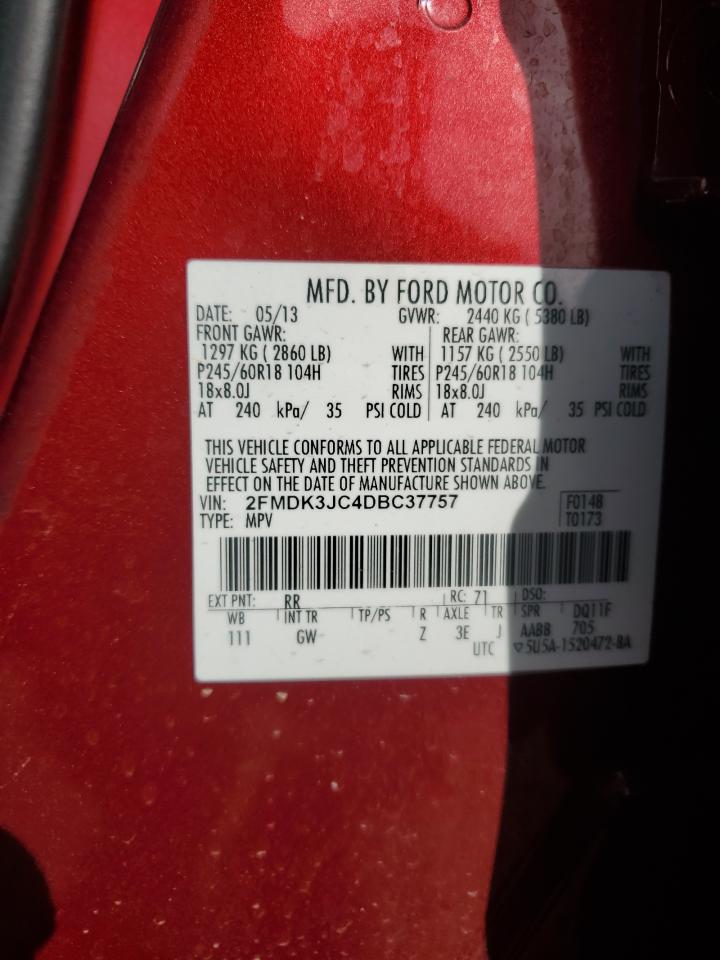 MFD. BY FORD MOTOR CO.
DATE: 05/13 GVWR: 2440 KG ( 5380 LB)
FRONT GAWR: REAR GAWR:
1297 KG ( 2860 LB) WITH 1157 KG ( 2550 LB) WITH
P245/60R18 104H TIRES P245/60R18 104H TIRES
18x8.0J RIMS 18x8.0J RIMS
AT 240 kPa/ 35 PSI COLD AT 240 kPa/ 35 PSI COLD
THIS VEHICLE CONFORMS TO ALL APPLICABLE FEDERAL MOTOR
VEHICLE SAFETY AND THEFT PREVENTION STANDARDS IN
EFFECT ON THE DATE OF MANUFACTURE SHOWN ABOVE.
VIN: 2FMDK3JC4DBC37757 F0148
TYPE: MPV T0173
EXT PNT: RR RC: 71 DSO:
WB INT TR TP/PS R AXLE TR SPR DQ11F
111 GW Z 3E J AABB 705
UTC ▽5U5A-1520472-BA